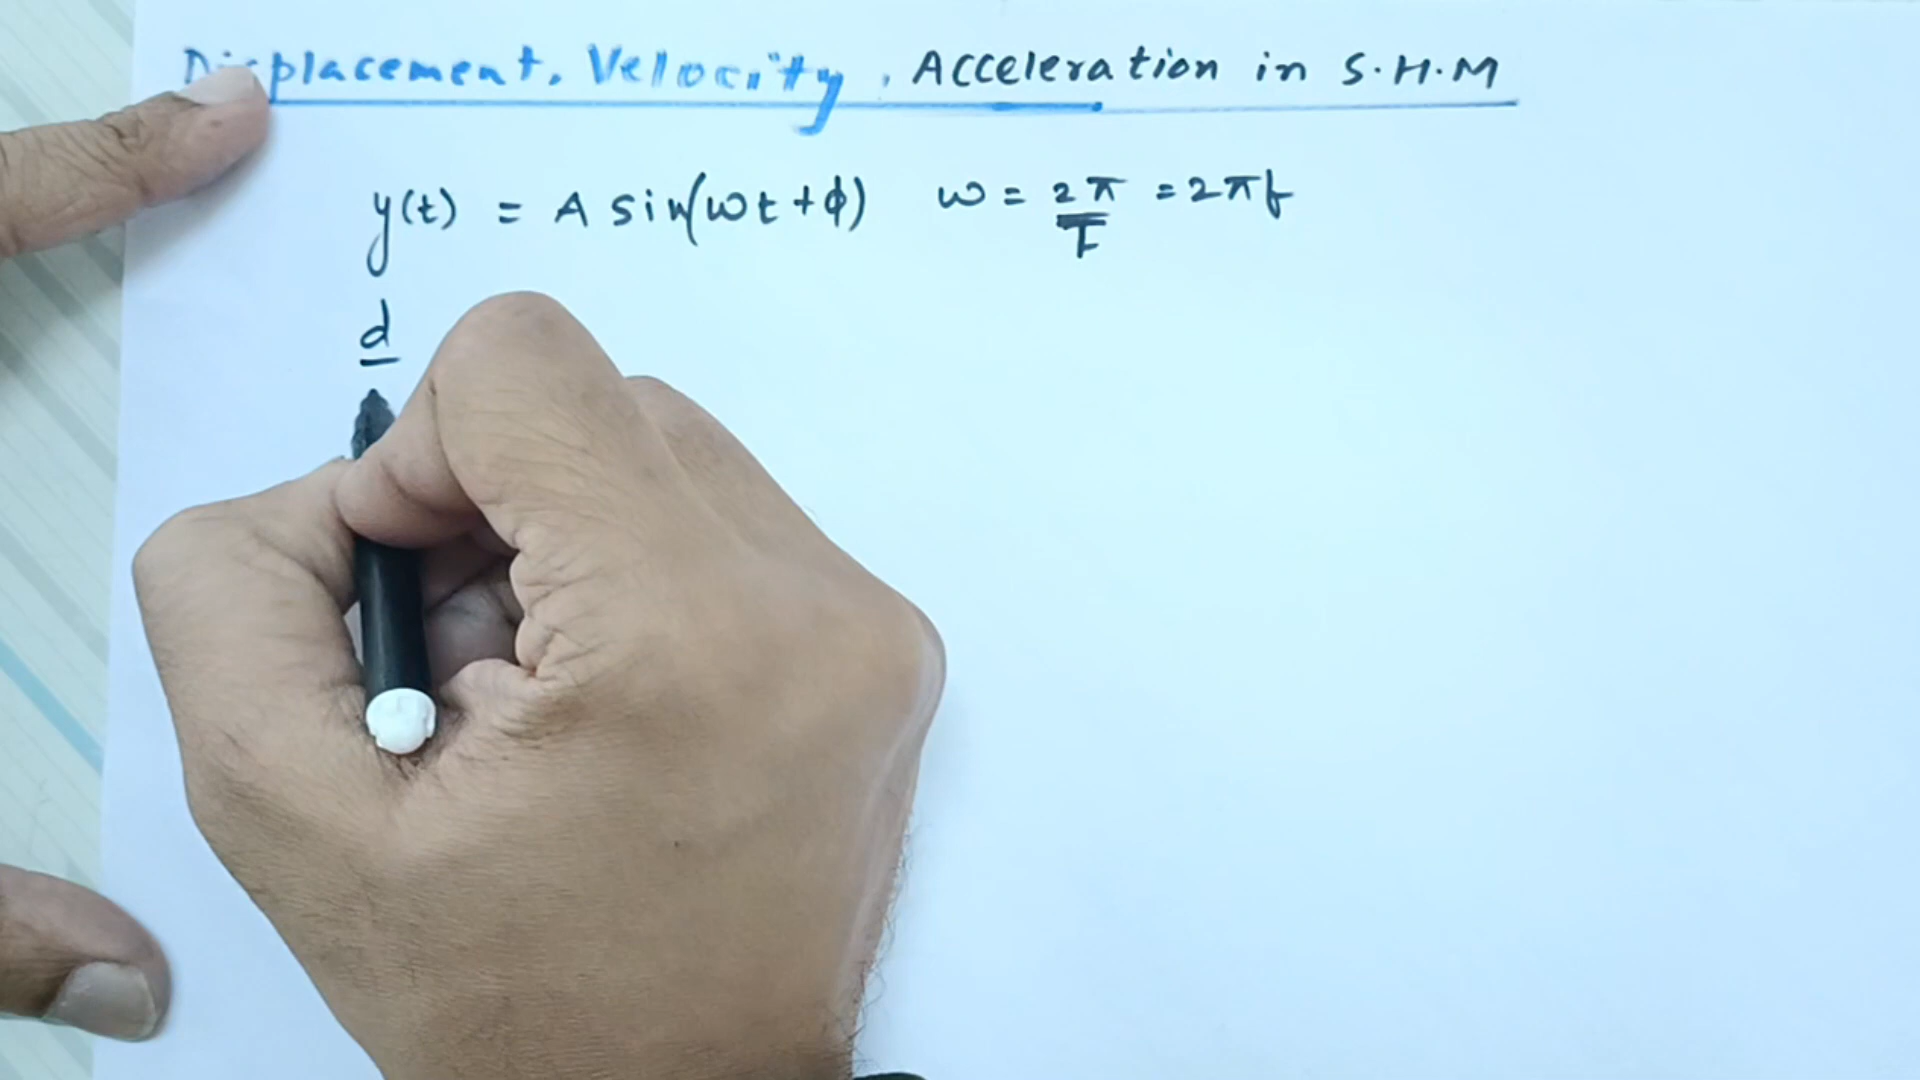 Displacement, Velocity, Acceleration in S.H.M
y(t) = A sin(ωt + ϕ) ω = 2π/T = 2πf
d